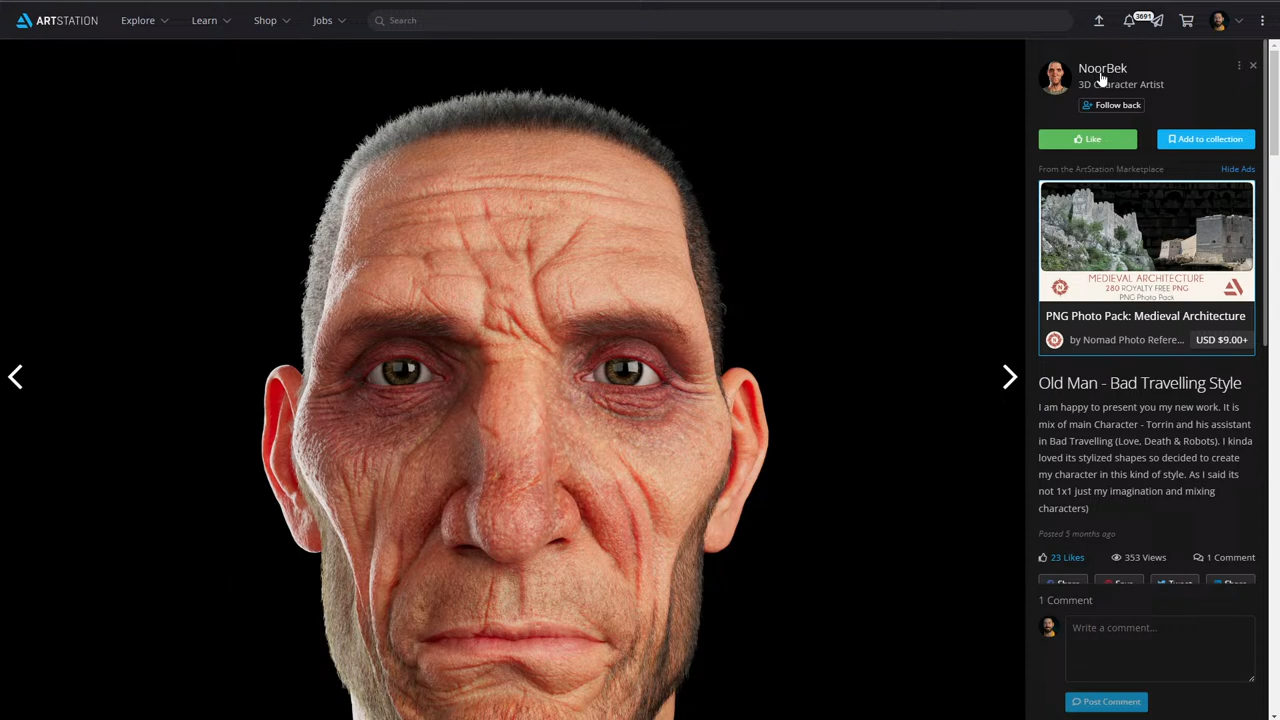 ARTSTATION Explore Learn Shop Jobs Search 3691
NoorBek
3D Character Artist
Follow back
Like Add to collection
From the ArtStation Marketplace Hide Ads
MEDIEVAL ARCHITECTURE
280 ROYALTY FREE PNG
PNG Photo Pack
PNG Photo Pack: Medieval Architecture
by Nomad Photo Refere... USD $9.00+
Old Man - Bad Travelling Style
I am happy to present you my new work. It is
mix of main Character - Torrin and his assistant
in Bad Travelling (Love, Death & Robots). I kinda
loved its stylized shapes so decided to create
my character in this kind of style. As I said its
not 1x1 just my imagination and mixing
characters)
Posted 5 months ago
23 Likes 353 Views 1 Comment
Share Save Tweet Share
1 Comment
Write a comment...
Post Comment